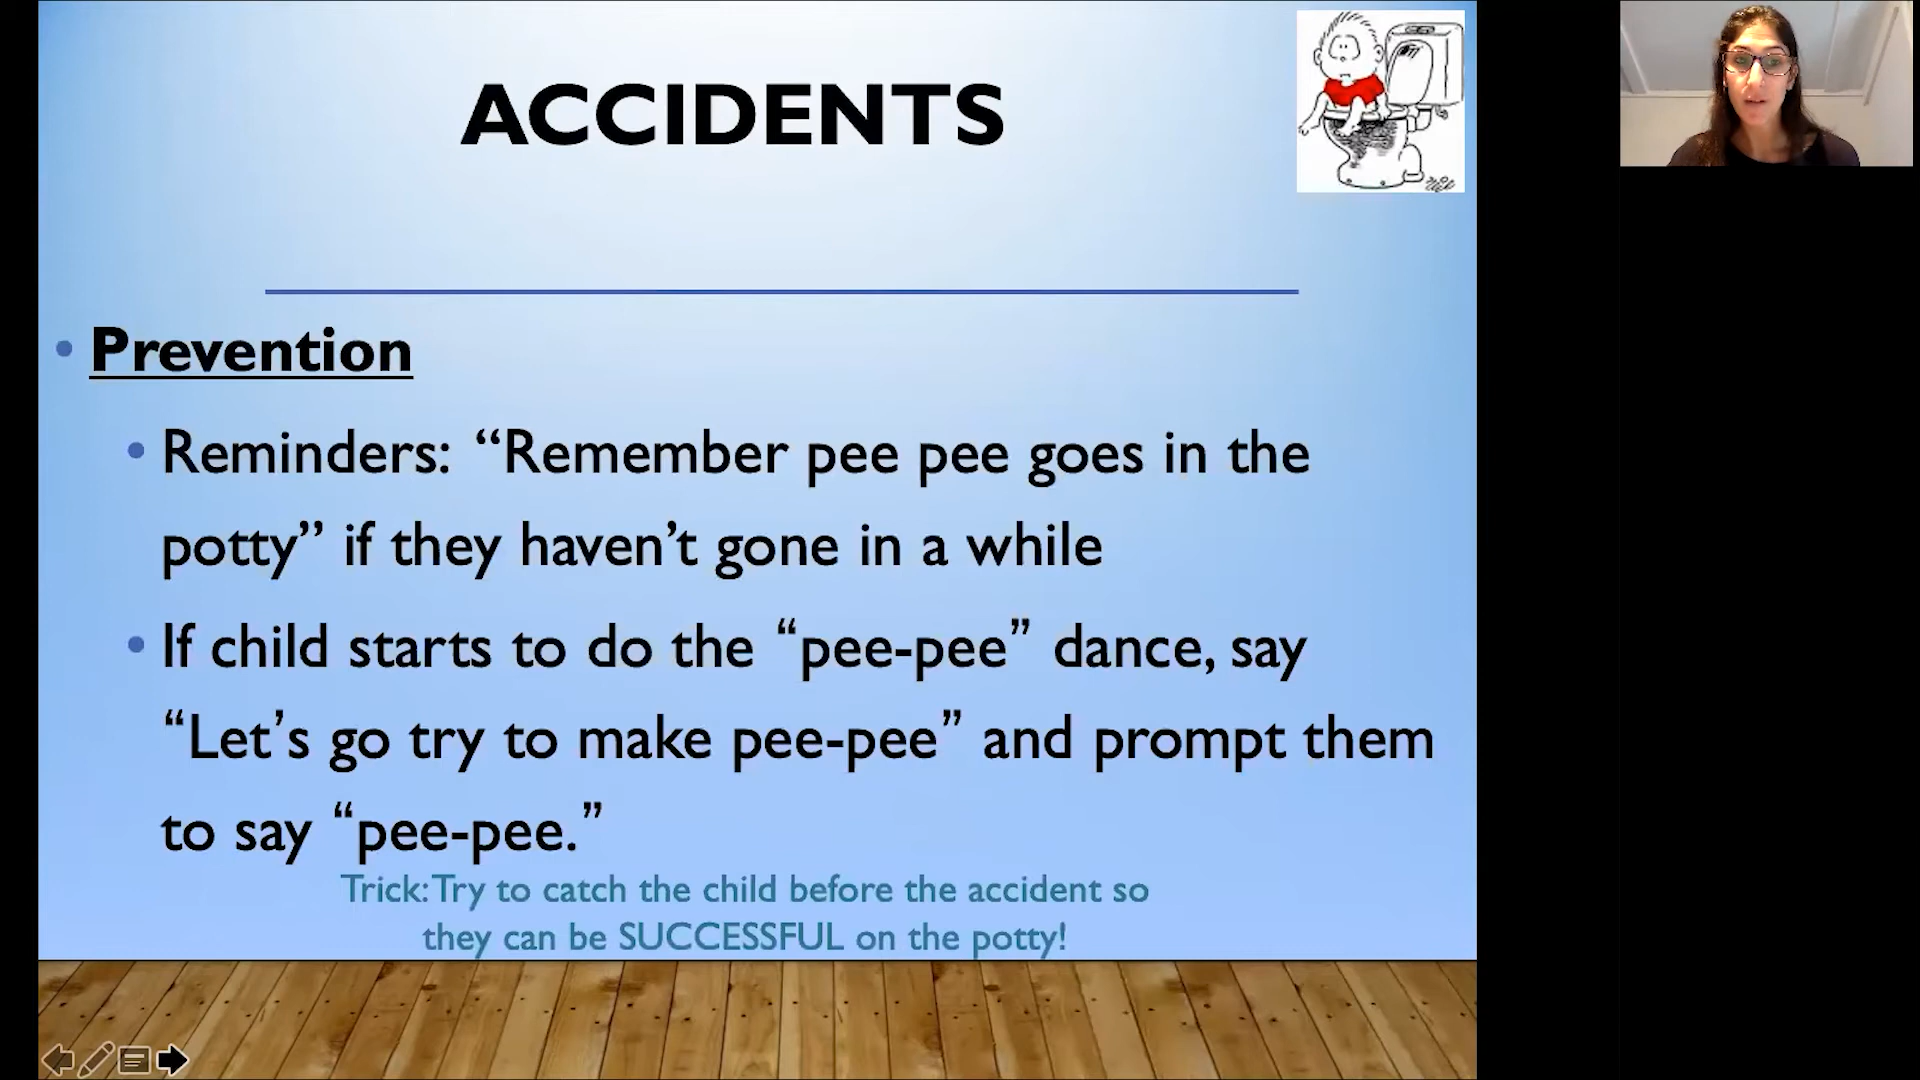 ACCIDENTS
• Prevention
• Reminders: “Remember pee pee goes in the
potty” if they haven’t gone in a while
• If child starts to do the “pee-pee” dance, say
“Let’s go try to make pee-pee” and prompt them
to say “pee-pee.”
Trick: Try to catch the child before the accident so
they can be SUCCESSFUL on the potty!